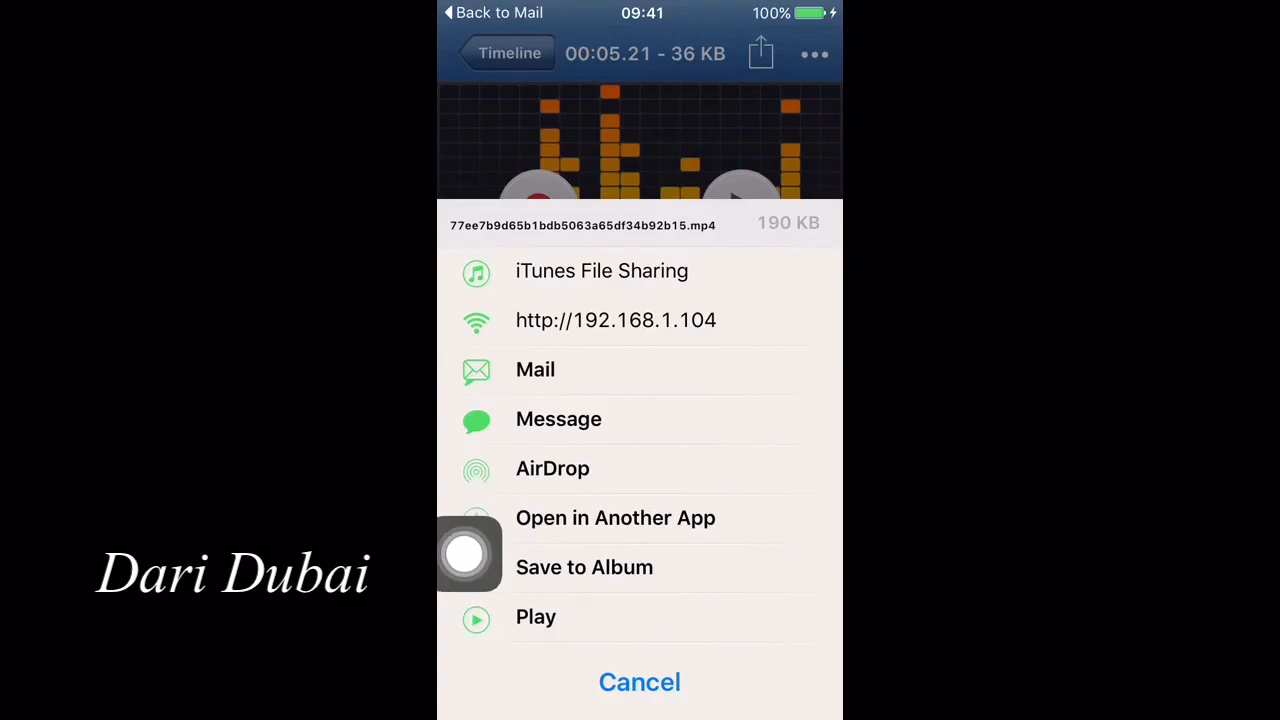 Back to Mail 09:41 100%
Timeline 00:05.21 - 36 KB
77ee7b9d65b1bdb5063a65df34b92b15.mp4 190 KB
iTunes File Sharing
http://192.168.1.104
Mail
Message
AirDrop
Open in Another App
Save to Album
Play
Cancel
Dari Dubai